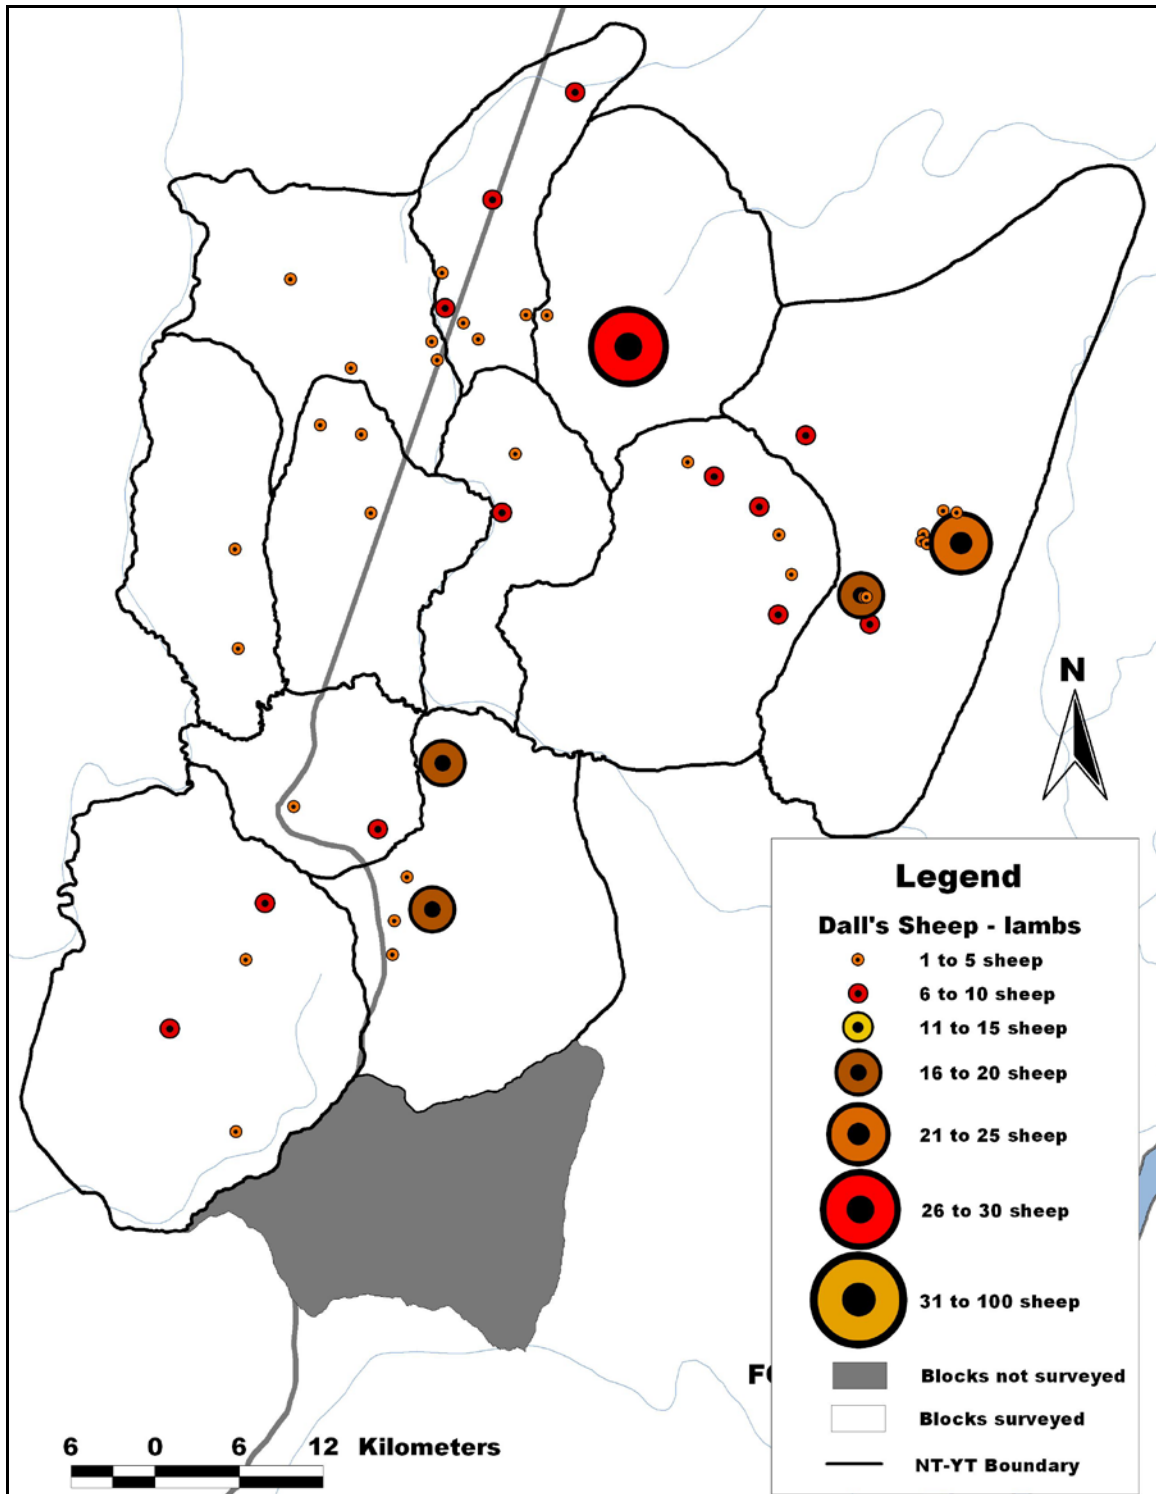 N
Legend
Dall's Sheep - lambs
1 to 5 sheep
6 to 10 sheep
11 to 15 sheep
16 to 20 sheep
21 to 25 sheep
26 to 30 sheep
31 to 100 sheep
Blocks not surveyed
Blocks surveyed
NT-YT Boundary
6 0 6 12 Kilometers